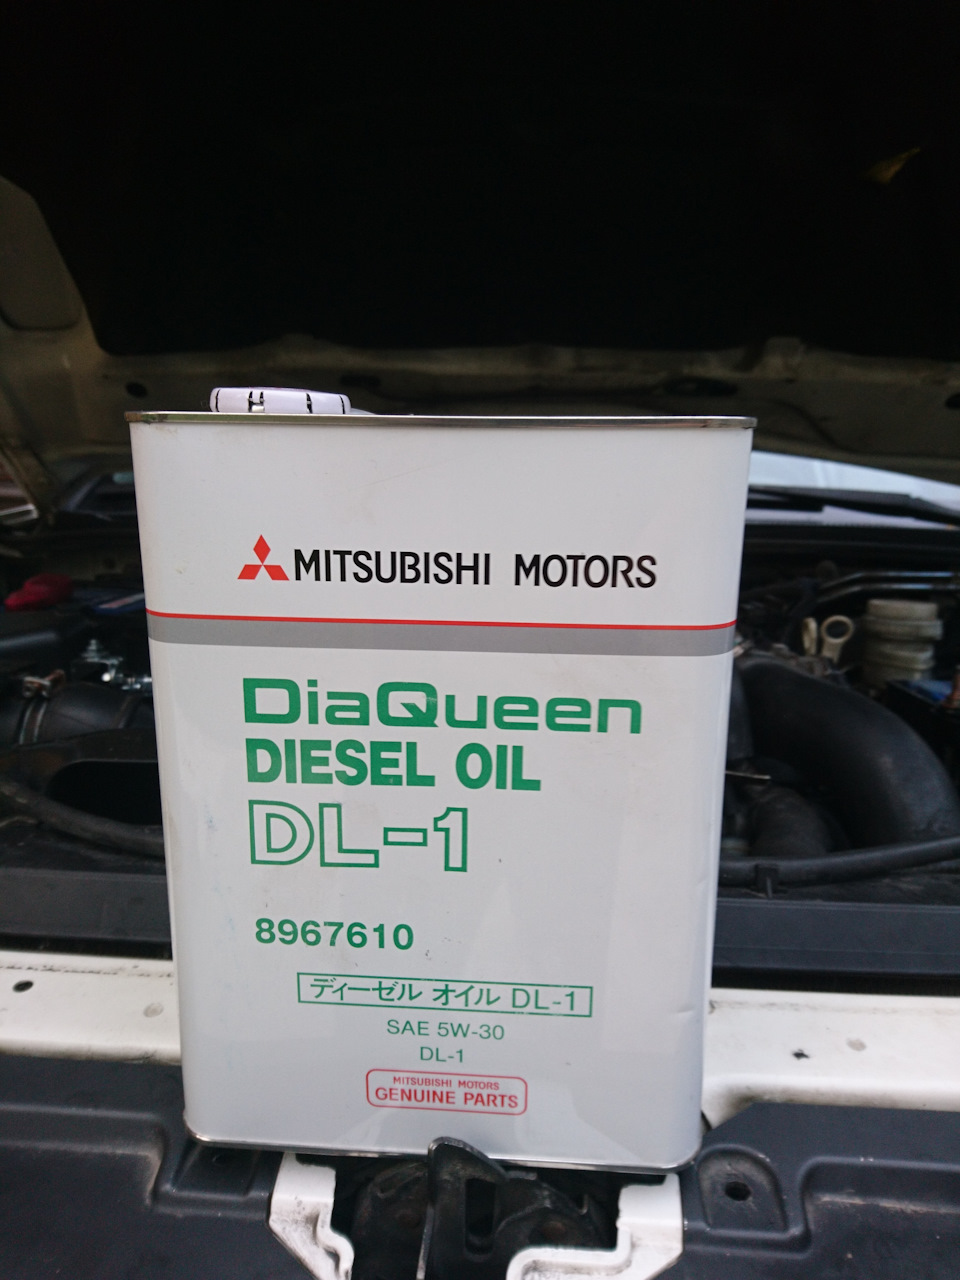 MITSUBISHI MOTORS
DiaQueen
DIESEL OIL
DL-1
8967610
ディーゼル オイル DL-1
SAE 5W-30
DL-1
MITSUBISHI MOTORS
GENUINE PARTS